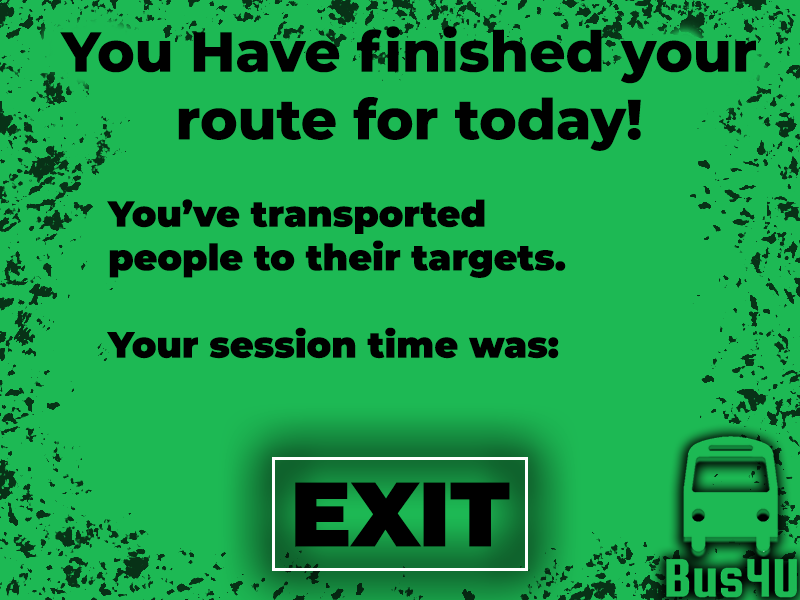 You Have finished your
route for today!
You’ve transported
people to their targets.
Your session time was:
EXIT
Bus4U